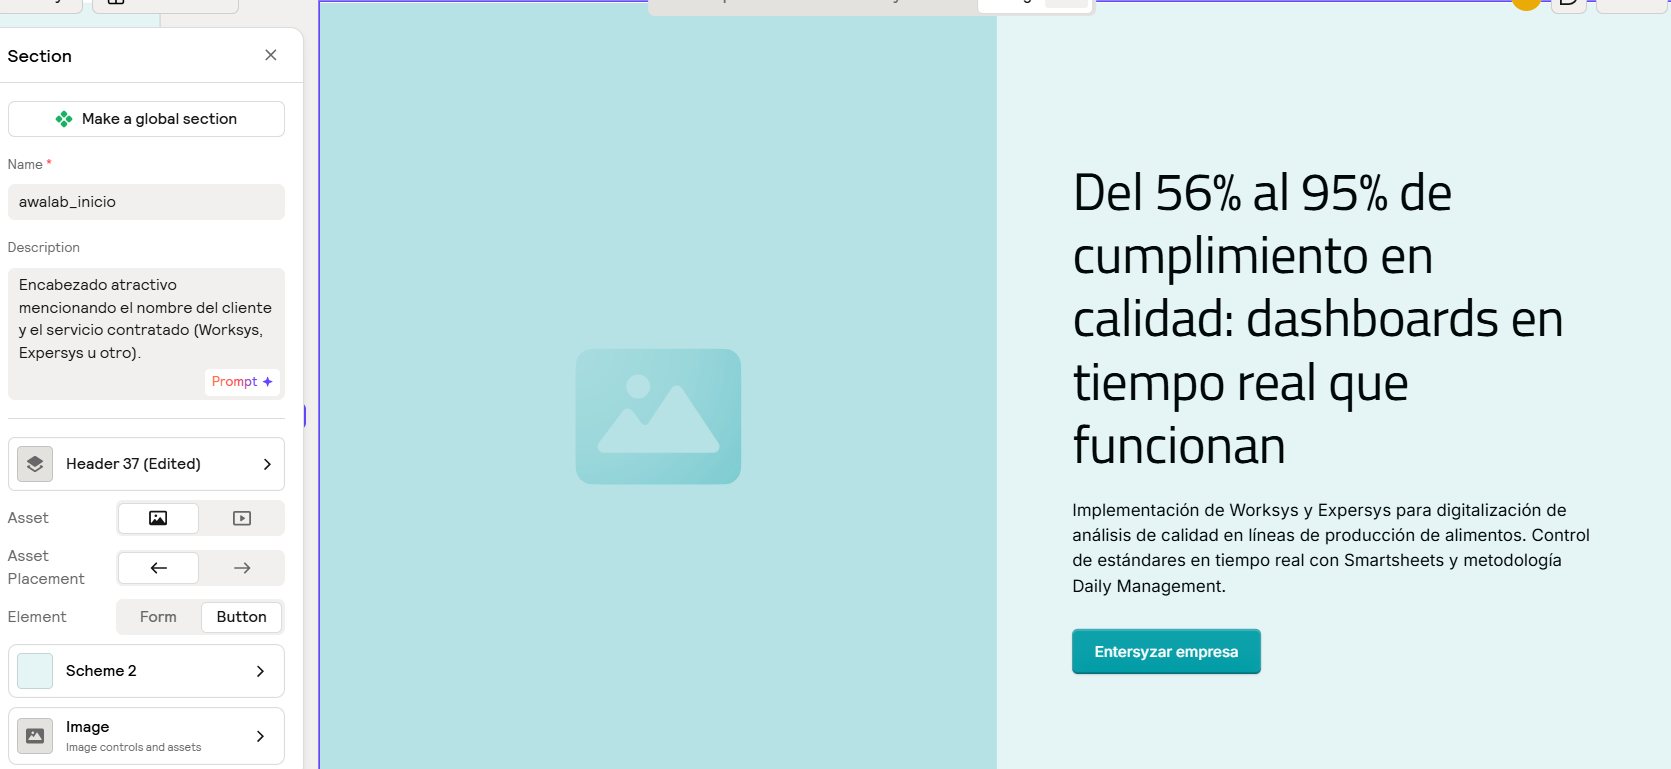 Section
Make a global section
Name *
awalab_inicio
Description
Encabezado atractivo
mencionando el nombre del cliente
y el servicio contratado (Worksys,
Expersys u otro).
Prompt
Header 37 (Edited)
Asset
Asset
Placement
Element
Form
Button
Scheme 2
Image
Image controls and assets
Del 56% al 95% de
cumplimiento en
calidad: dashboards en
tiempo real que
funcionan
Implementación de Worksys y Expersys para digitalización de
análisis de calidad en líneas de producción de alimentos. Control
de estándares en tiempo real con Smartsheets y metodología
Daily Management.
Entersyzar empresa